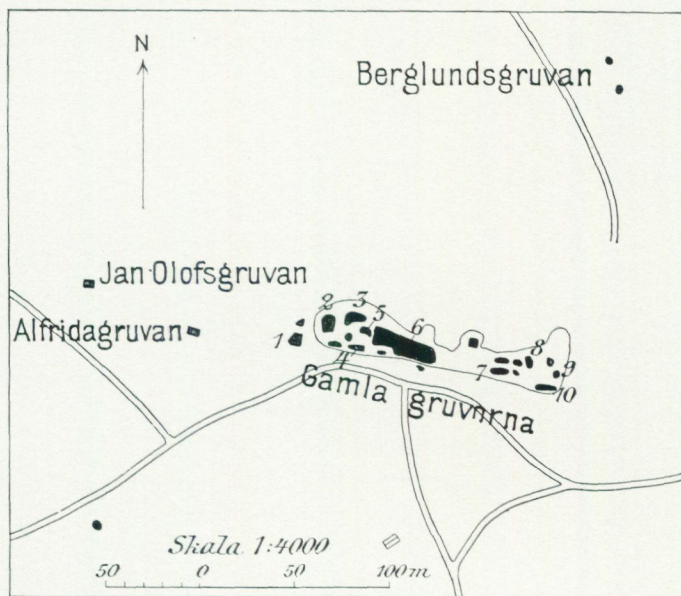 N
Berglundsgruvan
Jan Olofsgruvan
Alfridagruvan
1
2
3
4
5
6
7
8
9
10
Gamla gruvorna
Skala 1:4000
50 0 50 100 m